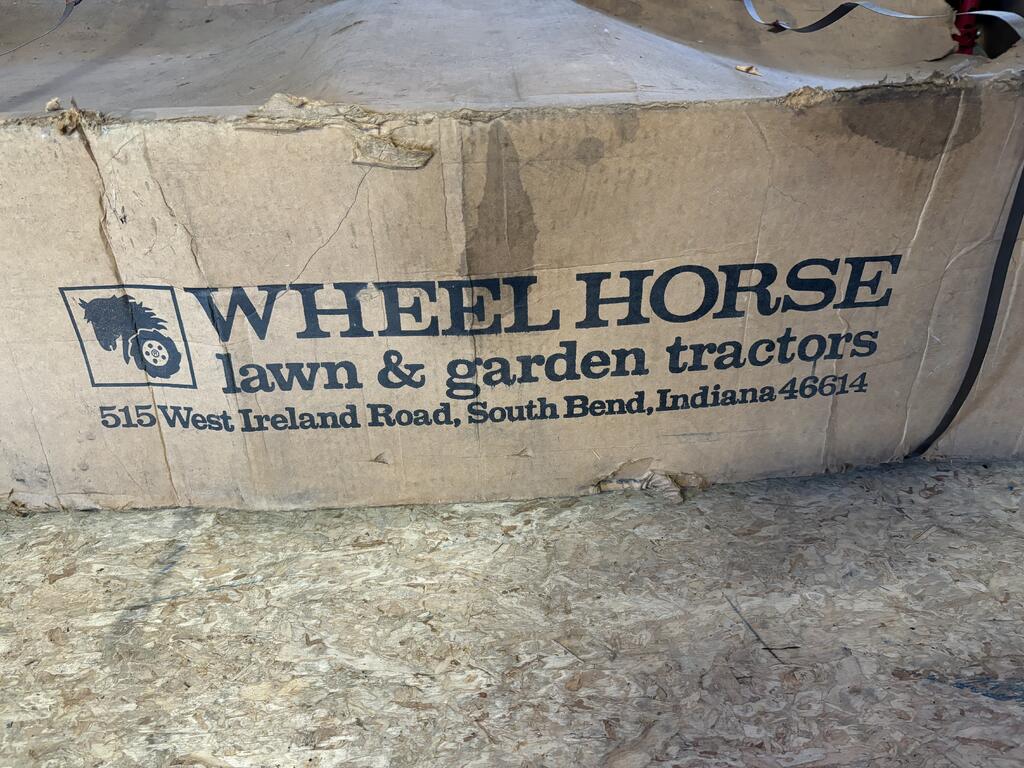 WHEEL HORSE
lawn & garden tractors
515 West Ireland Road, South Bend, Indiana 46614